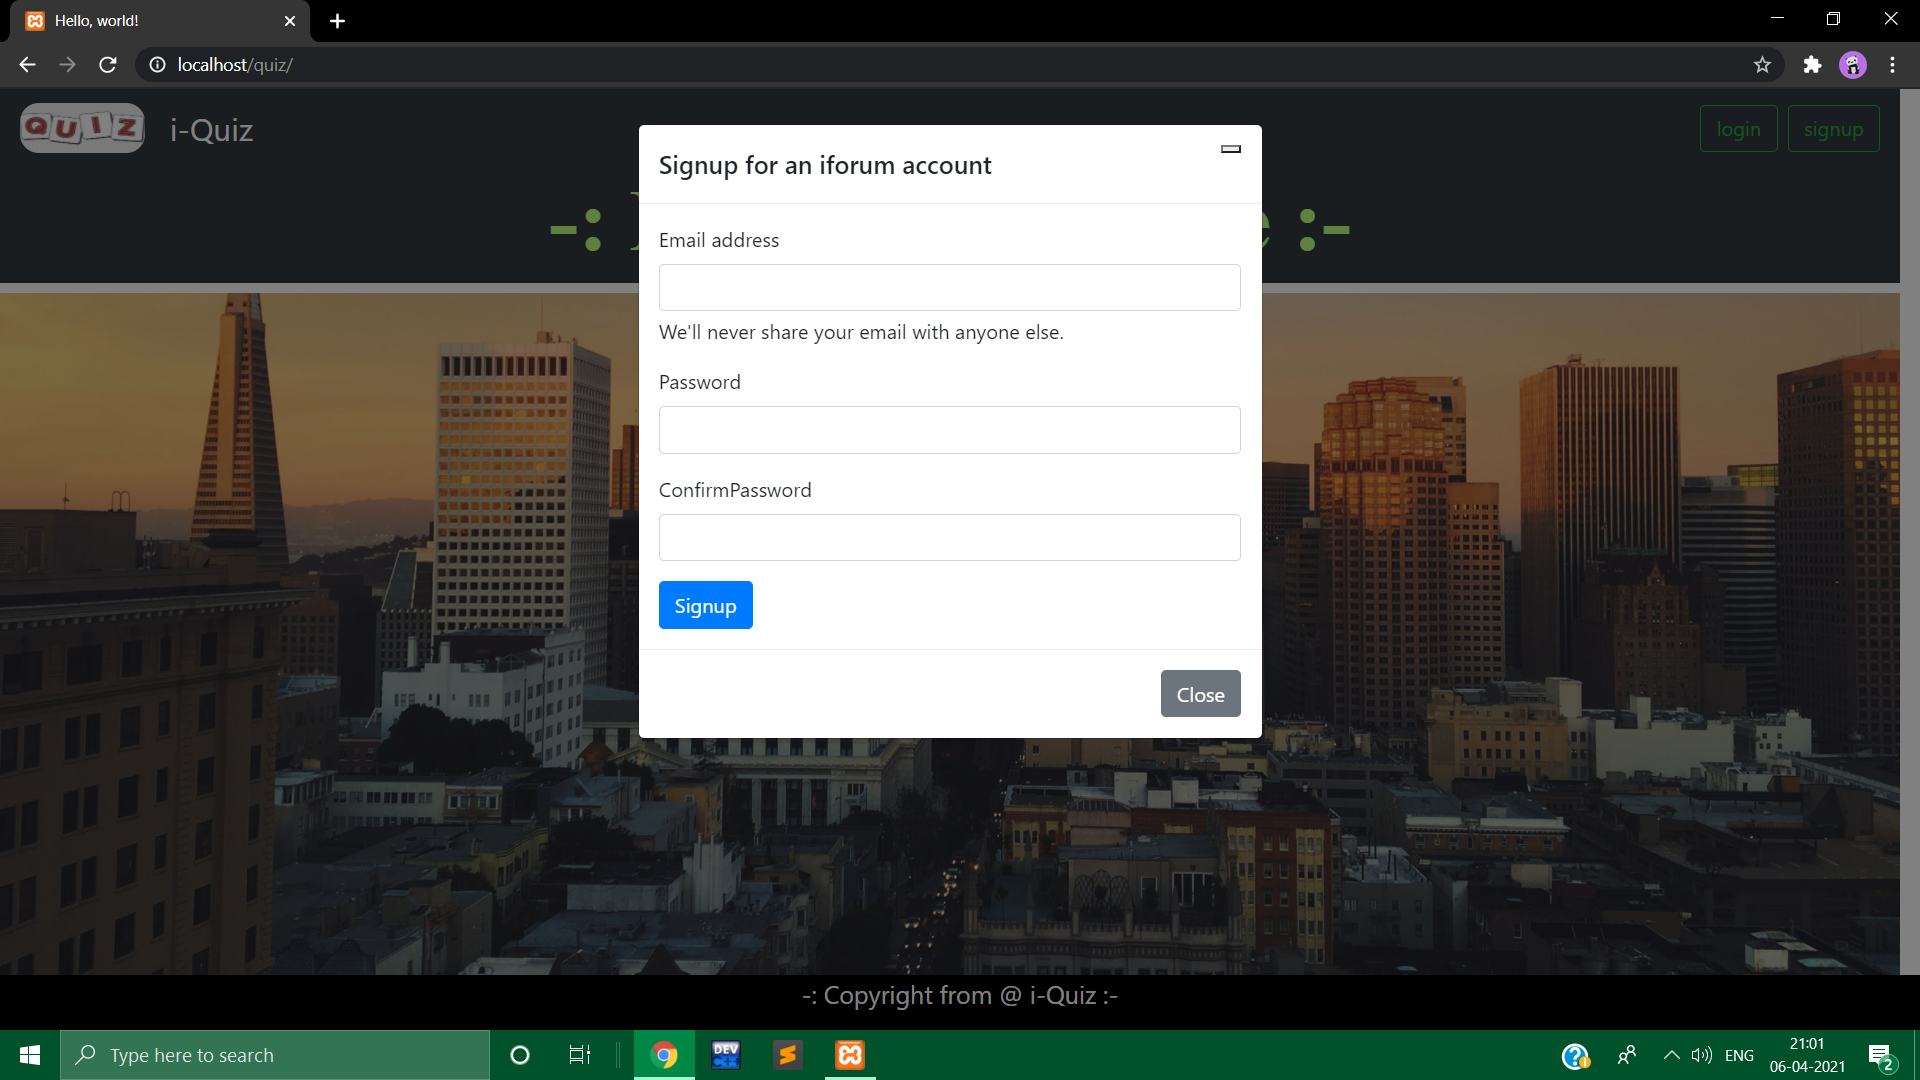 Hello, world!
localhost/quiz/
QUIZ
i-Quiz
login
signup
Signup for an iforum account
-:
e :-
Email address
We'll never share your email with anyone else.
Password
ConfirmPassword
Signup
Close
-: Copyright from @ i-Quiz :-
Type here to search
DEV
C++
ENG
21:01
06-04-2021
2